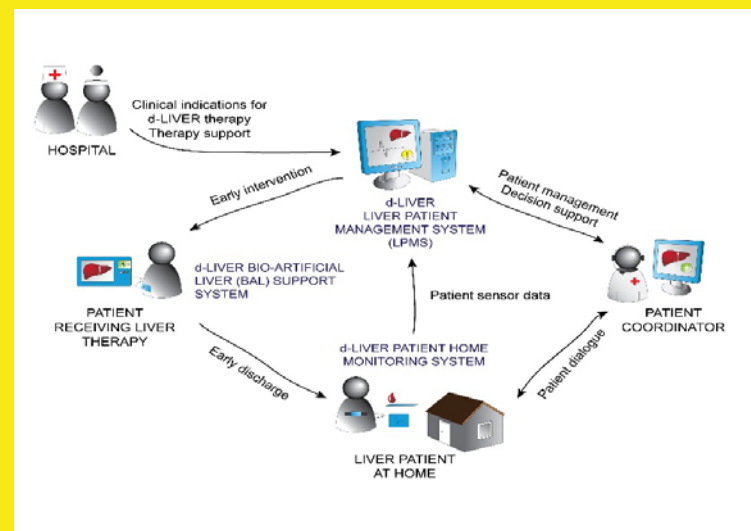 Clinical indications for
d-LIVER therapy
Therapy support
HOSPITAL
Early intervention
Patient management
Decision support
d-LIVER
LIVER PATIENT
MANAGEMENT SYSTEM
(LPMS)
d-LIVER BIO-ARTIFICIAL
LIVER (BAL) SUPPORT
SYSTEM
PATIENT
RECEIVING LIVER
THERAPY
Patient sensor data
PATIENT
COORDINATOR
Early discharge
d-LIVER PATIENT HOME
MONITORING SYSTEM
Patient dialogue
LIVER PATIENT
AT HOME